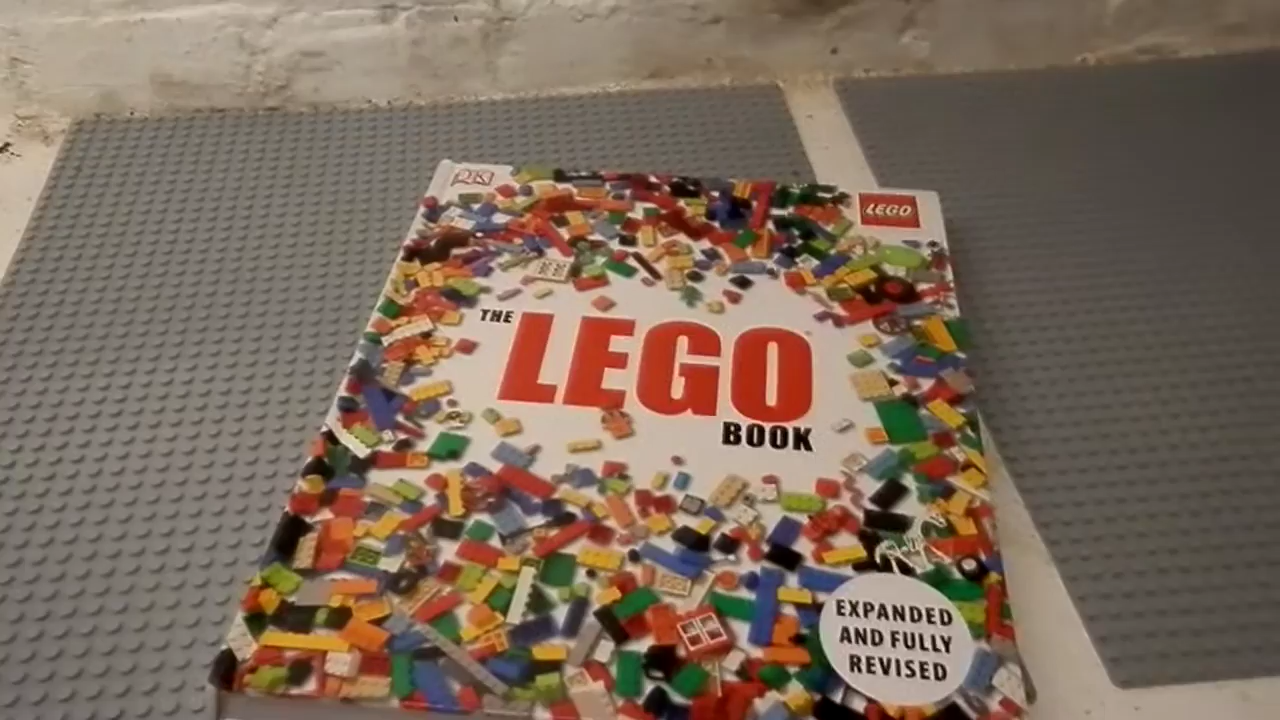 DK
LEGO
THE
LEGO
BOOK
EXPANDED
AND FULLY
REVISED